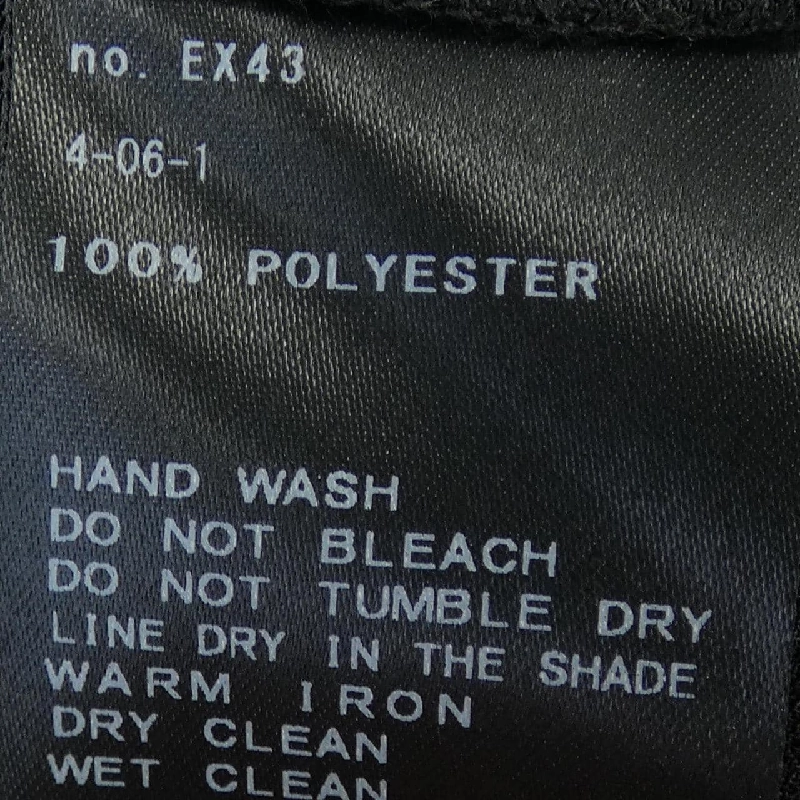 no. EX43
4-06-1
100% POLYESTER
HAND WASH
DO NOT BLEACH
DO NOT TUMBLE DRY
LINE DRY IN THE SHADE
WARM IRON
DRY CLEAN
WET CLEAN